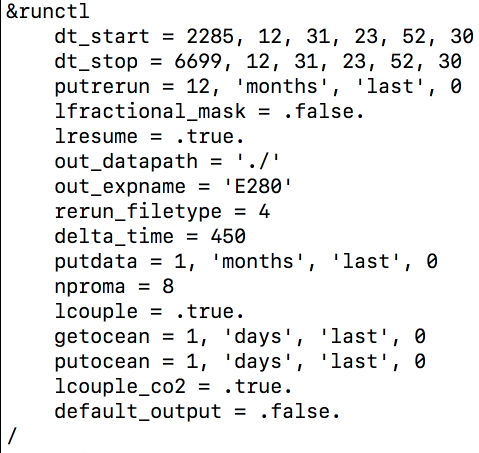 &runctl
    dt_start = 2285, 12, 31, 23, 52, 30
    dt_stop = 6699, 12, 31, 23, 52, 30
    putrerun = 12, 'months', 'last', 0
    lfractional_mask = .false.
    lresume = .true.
    out_datapath = './'
    out_expname = 'E280'
    rerun_filetype = 4
    delta_time = 450
    putdata = 1, 'months', 'last', 0
    nproma = 8
    lcouple = .true.
    getocean = 1, 'days', 'last', 0
    putocean = 1, 'days', 'last', 0
    lcouple_co2 = .true.
    default_output = .false.
/